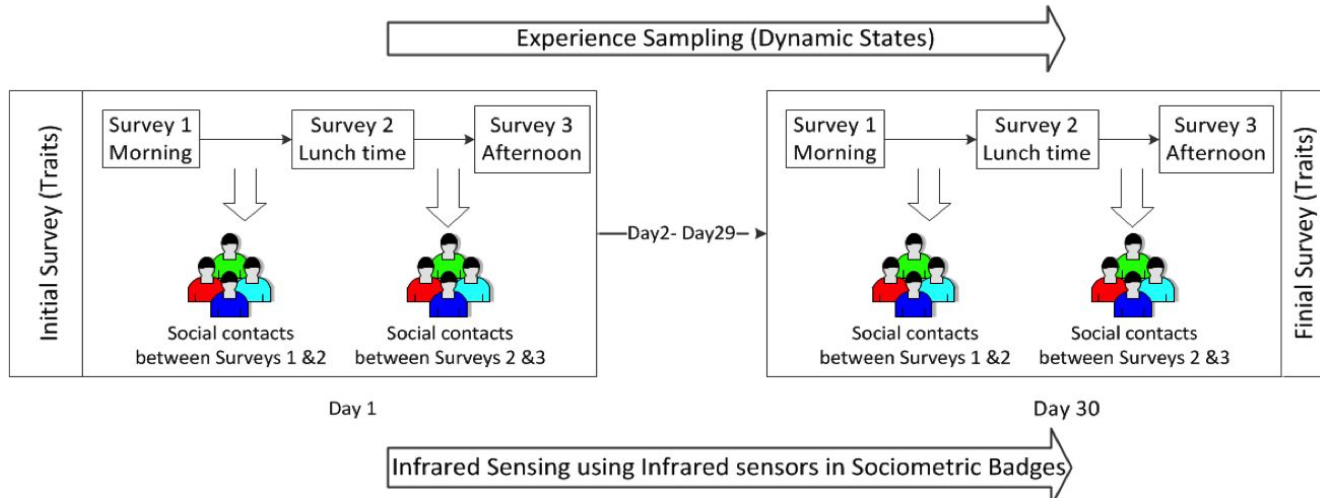 Experience Sampling (Dynamic States)
Initial Survey (Traits)
Survey 1
Morning
Survey 2
Lunch time
Survey 3
Afternoon
Social contacts
between Surveys 1 &2
Social contacts
between Surveys 2 &3
Day 1
Day2- Day29
Survey 1
Morning
Survey 2
Lunch time
Survey 3
Afternoon
Social contacts
between Surveys 1 &2
Social contacts
between Surveys 2 &3
Finial Survey (Traits)
Day 30
Infrared Sensing using Infrared sensors in Sociometric Badges